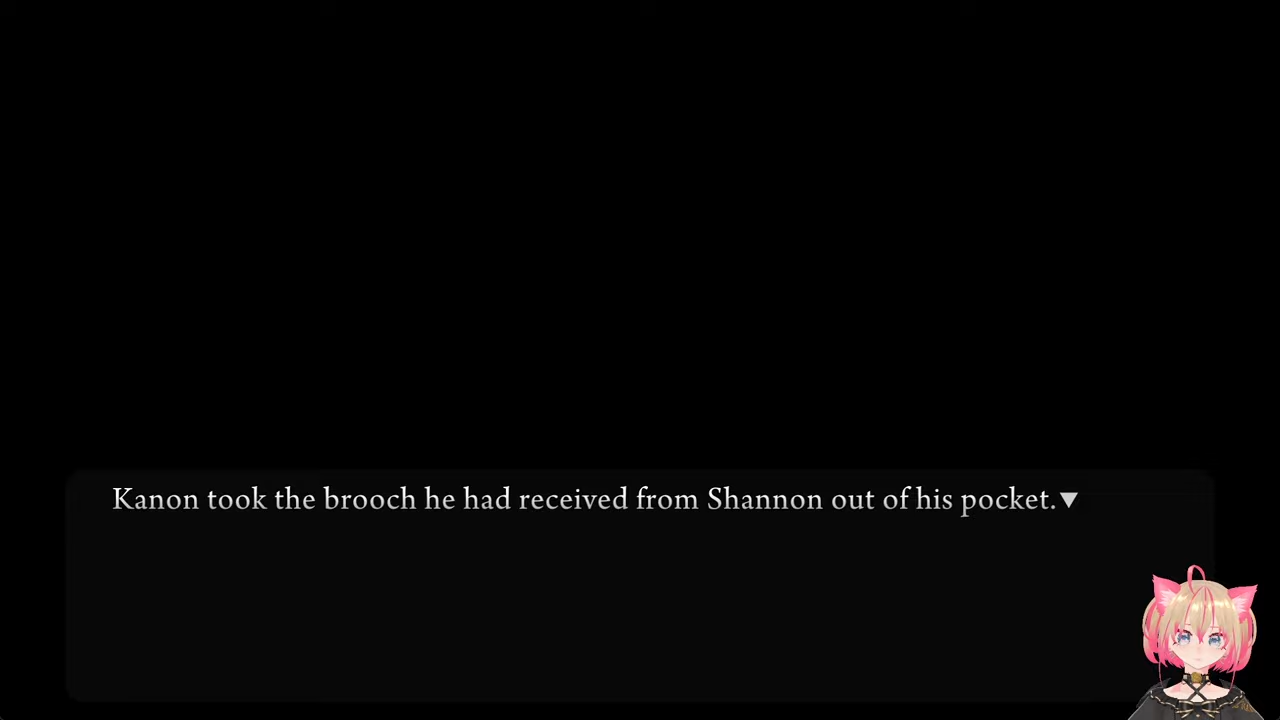 Kanon took the brooch he had received from Shannon out of his pocket.▼